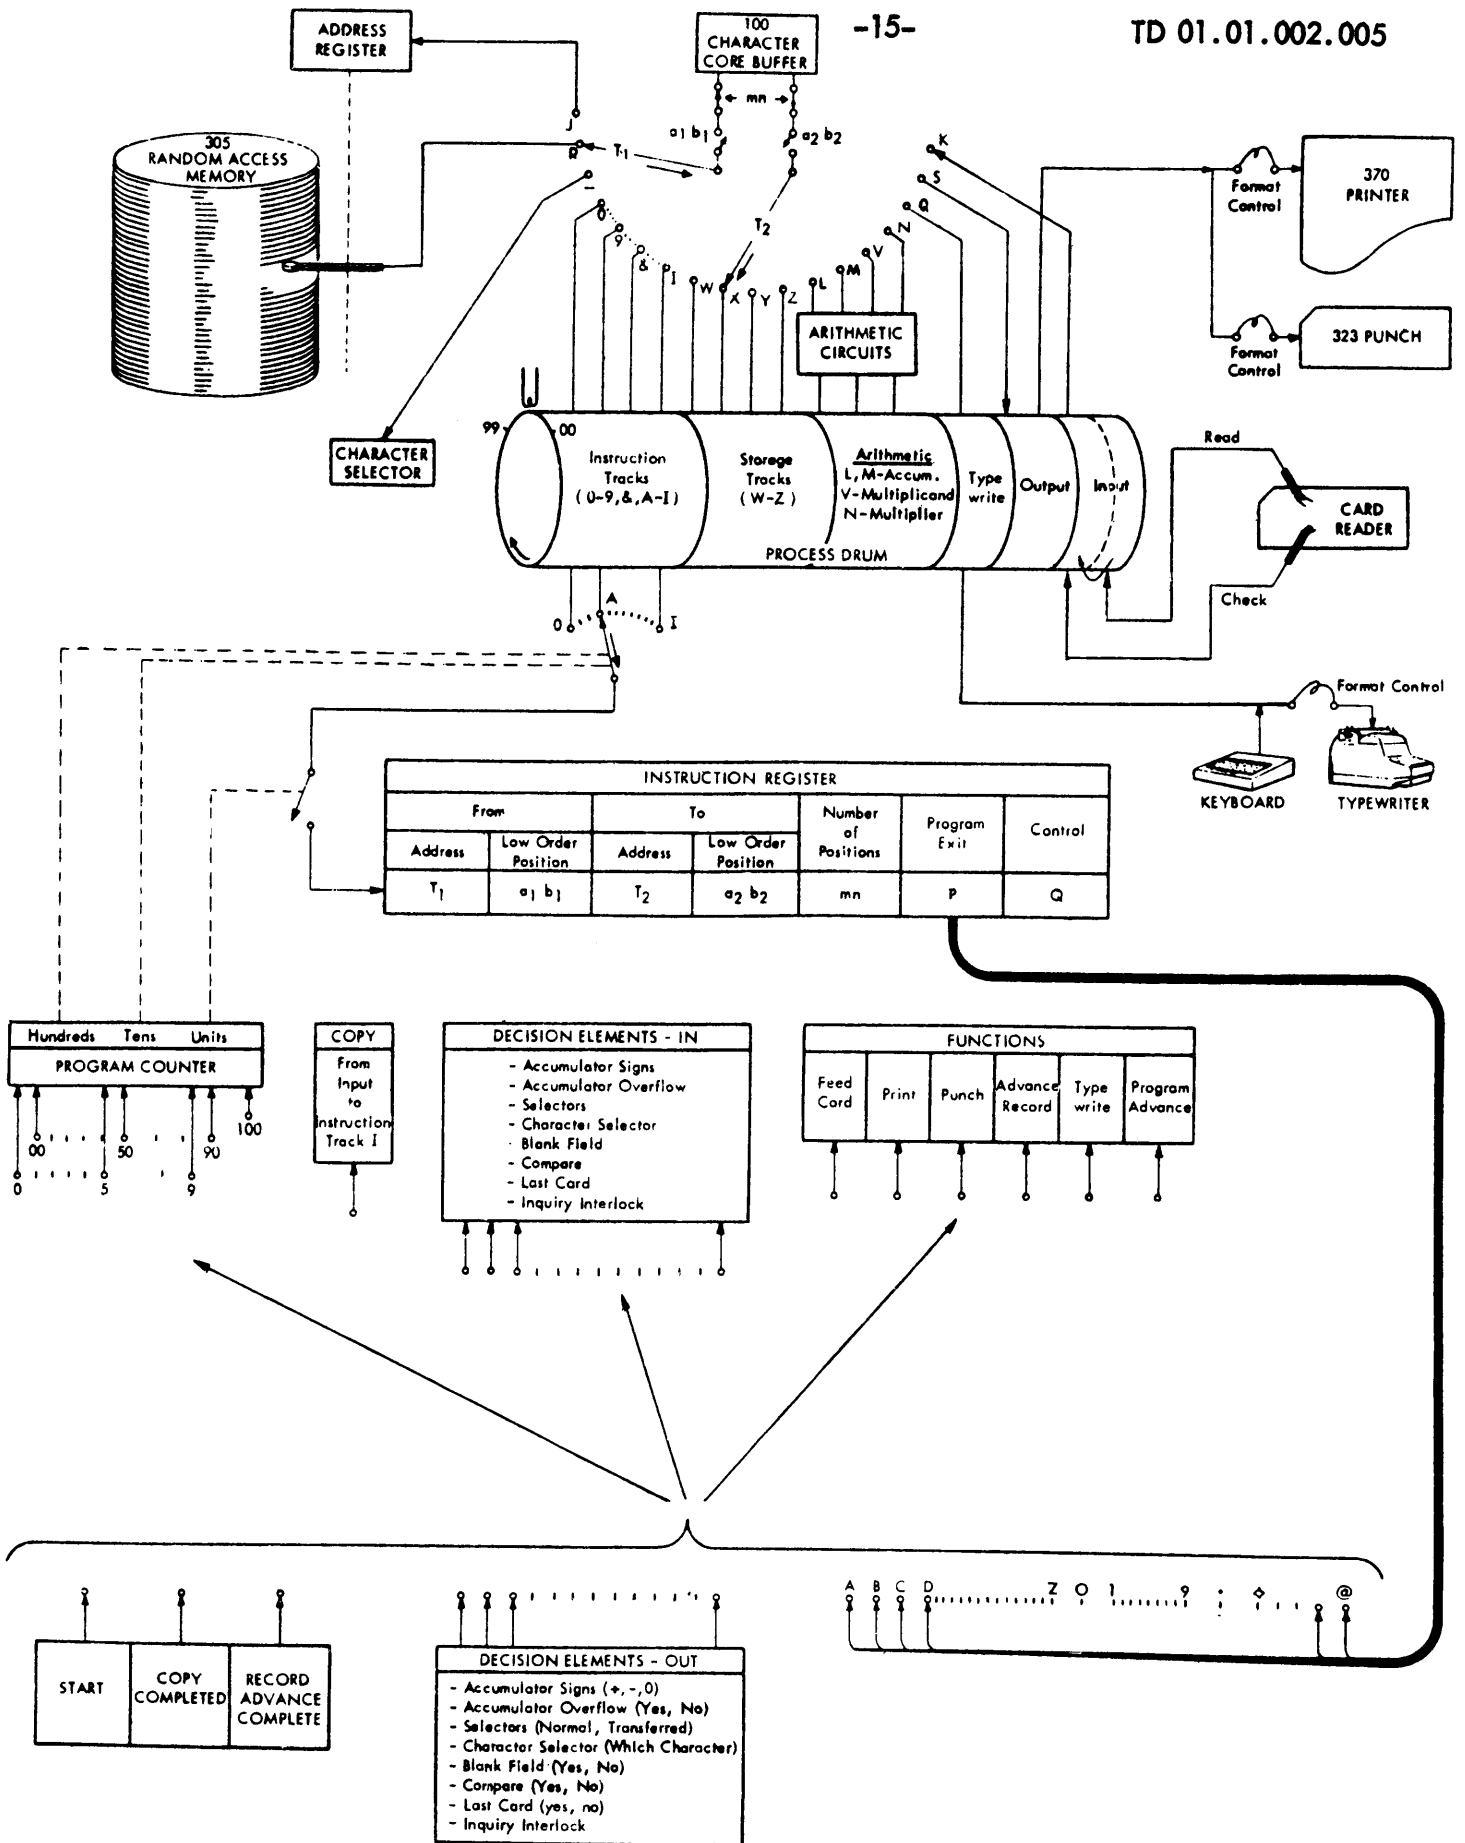 -15-
TD 01.01.002.005
ADDRESS
REGISTER
100
CHARACTER
CORE BUFFER
mn
a1 b1
a2 b2
J
R
T1
T2
–
0
9
&
I
W
X
Y
Z
L
M
V
N
Q
S
K
305
RANDOM ACCESS
MEMORY
Format
Control
370
PRINTER
Format
Control
323 PUNCH
ARITHMETIC
CIRCUITS
CHARACTER
SELECTOR
99
00
Instruction
Tracks
(0-9,&,A-I)
Storege
Tracks
(W-Z)
Arithmetic
L, M-Accum.
V-Multiplicand
N-Multiplier
Type
write
Output
Input
PROCESS DRUM
Read
CARD
READER
Check
0
A
I
Format Control
KEYBOARD
TYPEWRITER
INSTRUCTION REGISTER
From
To
Number
of
Positions
Program
Exit
Control
Address
Low Order
Position
Address
Low Order
Position
T1
a1 b1
T2
a2 b2
mn
P
Q
Hundreds Tens Units
PROGRAM COUNTER
00
50
90
100
0
5
9
COPY
From
Input
to
Instruction
Track I
DECISION ELEMENTS - IN
- Accumulator Signs
- Accumulator Overflow
- Selectors
- Character Selector
- Blank Field
- Compare
- Last Card
- Inquiry Interlock
FUNCTIONS
Feed
Card
Print
Punch
Advance
Record
Type
write
Program
Advance
A B C D Z 0 1 9 . ◇ @
START
COPY
COMPLETED
RECORD
ADVANCE
COMPLETE
DECISION ELEMENTS - OUT
- Accumulator Signs (+,-,0)
- Accumulator Overflow (Yes, No)
- Selectors (Normal, Transferred)
- Charactor Selector (Which Character)
- Blank Field (Yes, No)
- Compare (Yes, No)
- Last Card (yes, no)
- Inquiry Interlock